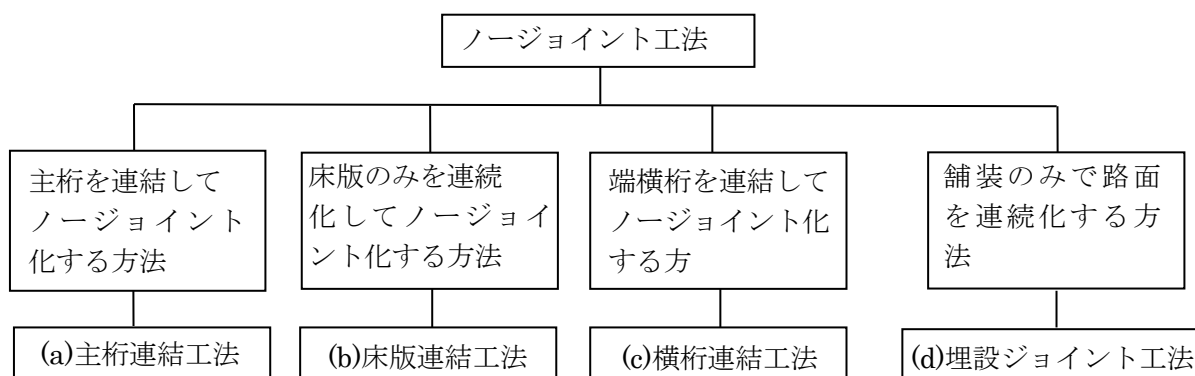 ノージョイント工法
主桁を連結して
ノージョイント
化する方法
床版のみを連続
化してノージョイ
ント化する方法
端横桁を連結して
ノージョイント化
する方
舗装のみで路面
を連続化する方
法
(a)主桁連結工法
(b)床版連結工法
(c)横桁連結工法
(d)埋設ジョイント工法